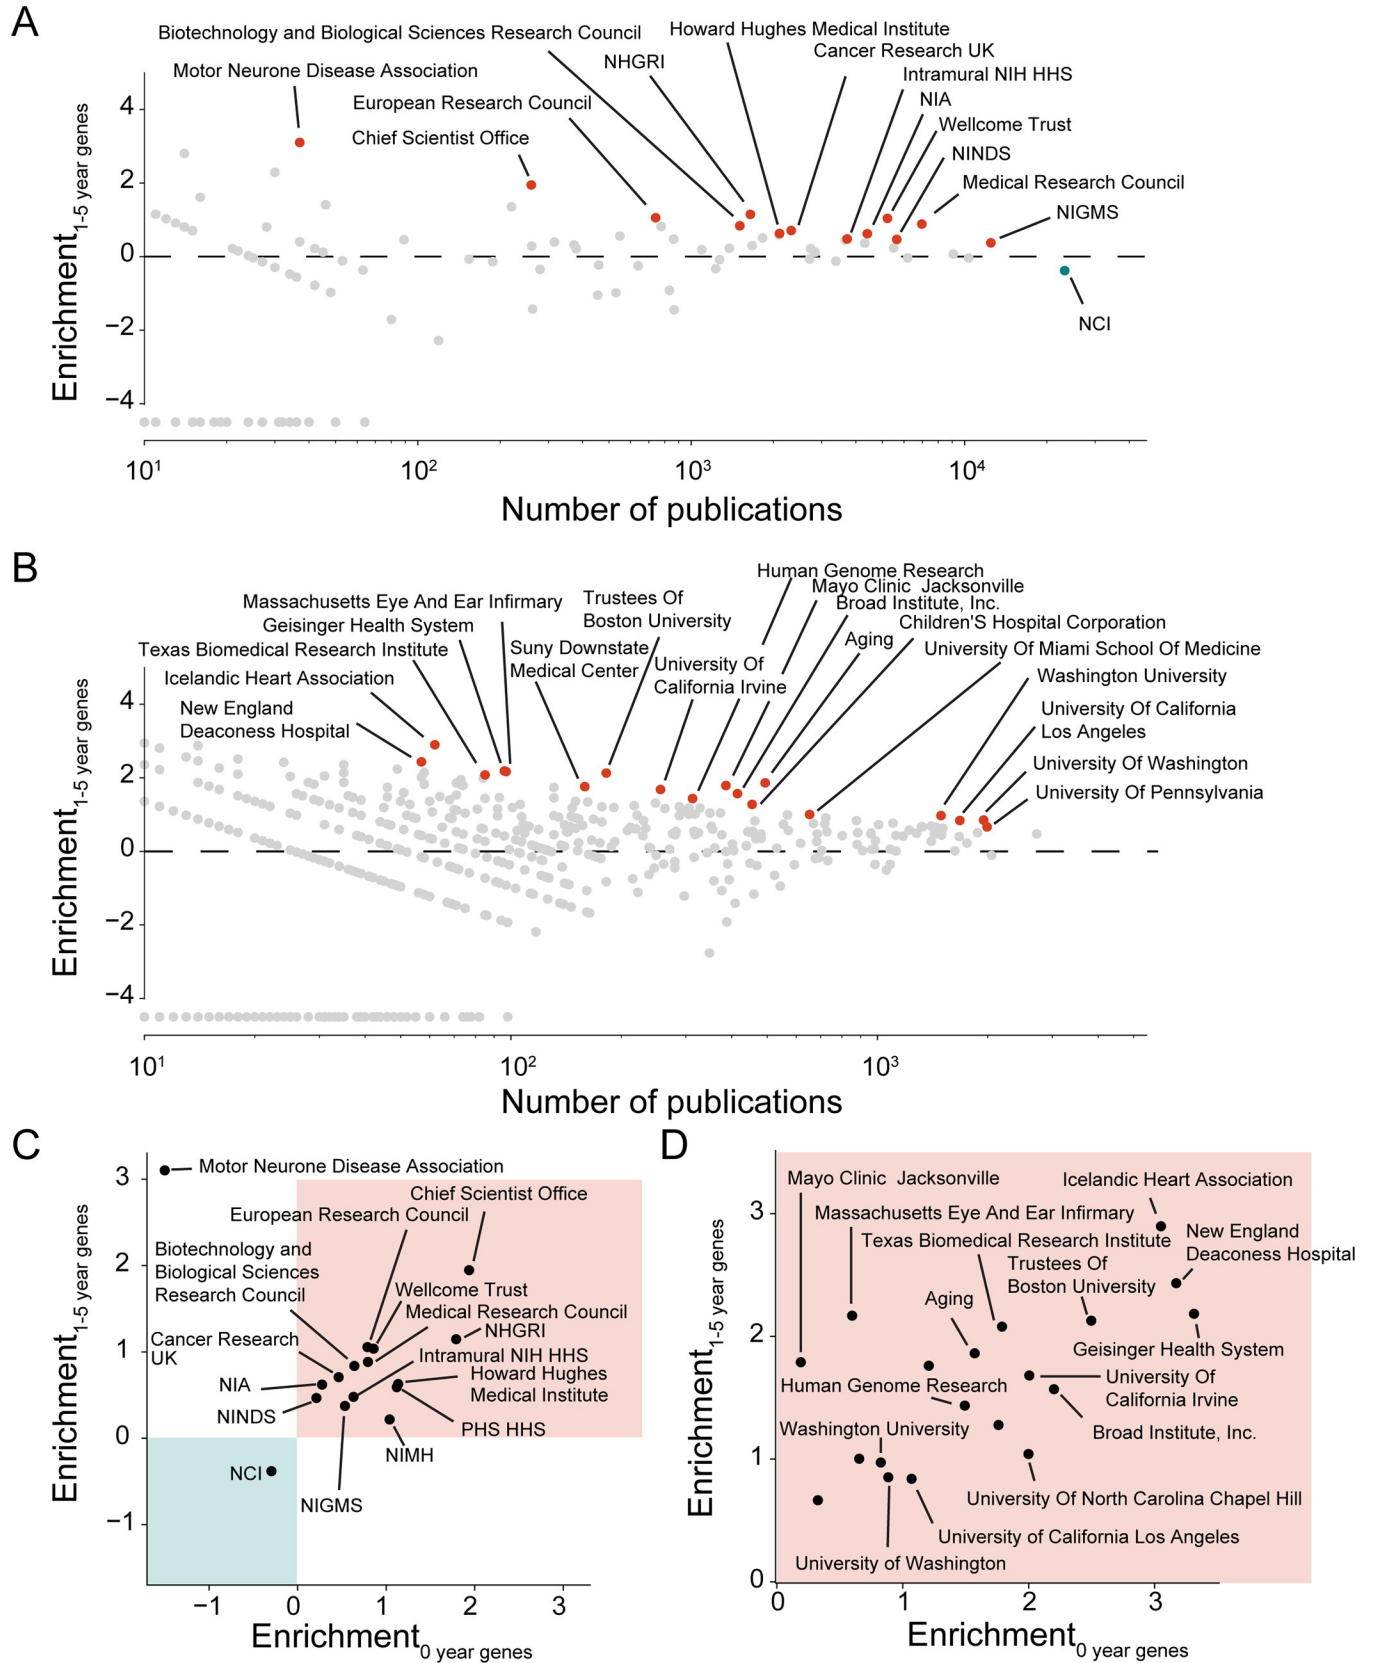 A
Biotechnology and Biological Sciences Research Council
Howard Hughes Medical Institute
Cancer Research UK
NHGRI
Motor Neurone Disease Association
Intramural NIH HHS
European Research Council
NIA
Chief Scientist Office
Wellcome Trust
NINDS
Medical Research Council
NIGMS
NCI
Enrichment1-5 year genes
4
2
0
−2
−4
10¹
10²
10³
10⁴
Number of publications
B
Human Genome Research
Mayo Clinic Jacksonville
Broad Institute, Inc.
Massachusetts Eye And Ear Infirmary
Trustees Of
Boston University
Children'S Hospital Corporation
Geisinger Health System
Aging
Texas Biomedical Research Institute
Suny Downstate
Medical Center
University Of Miami School Of Medicine
University Of
California Irvine
Icelandic Heart Association
Washington University
New England
Deaconess Hospital
University Of California
Los Angeles
University Of Washington
University Of Pennsylvania
Enrichment1-5 year genes
4
2
0
−2
−4
10¹
10²
10³
Number of publications
C
Motor Neurone Disease Association
Chief Scientist Office
European Research Council
Biotechnology and
Biological Sciences
Research Council
Wellcome Trust
Medical Research Council
NHGRI
Cancer Research
UK
Intramural NIH HHS
Howard Hughes
Medical Institute
NIA
NINDS
PHS HHS
NIMH
NCI
NIGMS
Enrichment1-5 year genes
3
2
1
0
−1
−1
0
1
2
3
Enrichment0 year genes
D
Mayo Clinic Jacksonville
Icelandic Heart Association
Massachusetts Eye And Ear Infirmary
New England
Deaconess Hospital
Texas Biomedical Research Institute
Trustees Of
Boston University
Aging
Geisinger Health System
Human Genome Research
University Of
California Irvine
Washington University
Broad Institute, Inc.
University Of North Carolina Chapel Hill
University of California Los Angeles
University of Washington
Enrichment1-5 year genes
3
2
1
0
0
1
2
3
Enrichment0 year genes